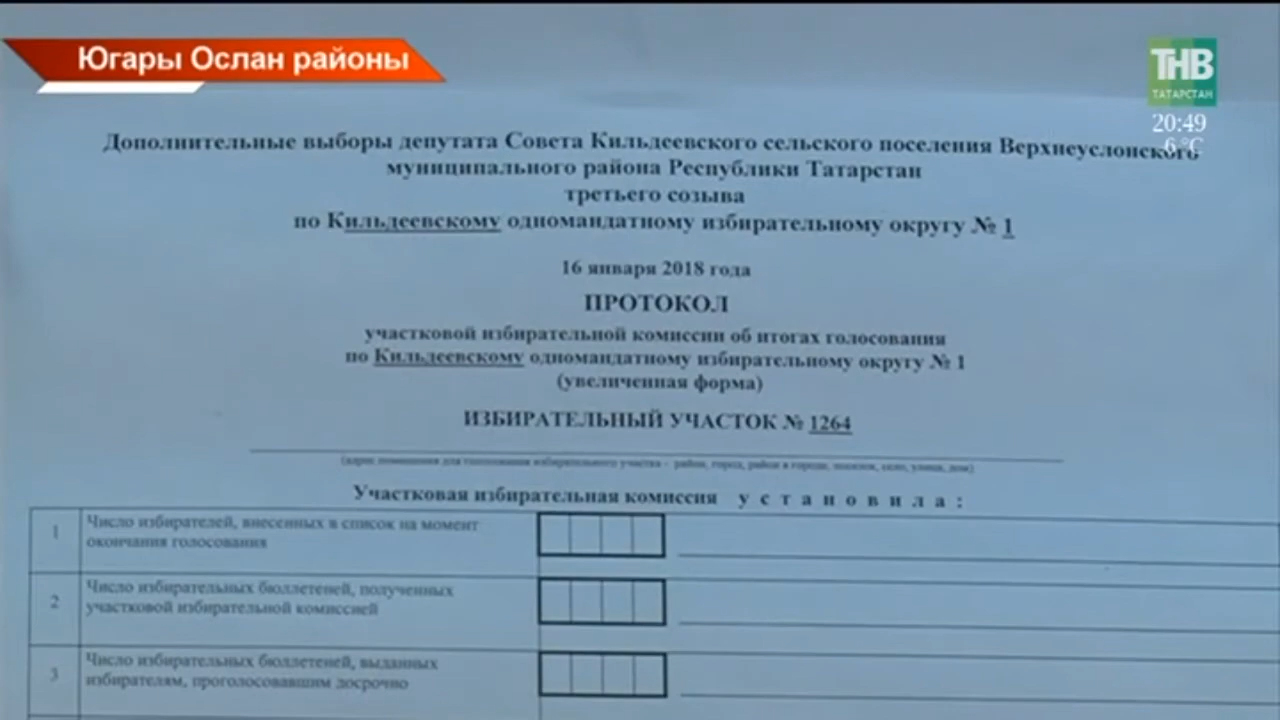 Югары Ослан районы
ТНВ
ТАТАРСТАН
20:49
6 °C
Дополнительные выборы депутата Совета Кильдеевского сельского поселения Верхнеуслонского
муниципального района Республики Татарстан
третьего созыва
по Кильдеевскому одномандатному избирательному округу № 1
16 января 2018 года
ПРОТОКОЛ
участковой избирательной комиссии об итогах голосования
по Кильдеевскому одномандатному избирательному округу № 1
(увеличенная форма)
ИЗБИРАТЕЛЬНЫЙ УЧАСТОК № 1264
(адрес помещения для голосования избирательного участка – район, город, район в городе, поселок, село, улица, дом)
Участковая избирательная комиссия у с т а н о в и л а :
1 Число избирателей, внесенных в список на момент
окончания голосования
2 Число избирательных бюллетеней, полученных
участковой избирательной комиссией
3 Число избирательных бюллетеней, выданных
избирателям, проголосовавшим досрочно